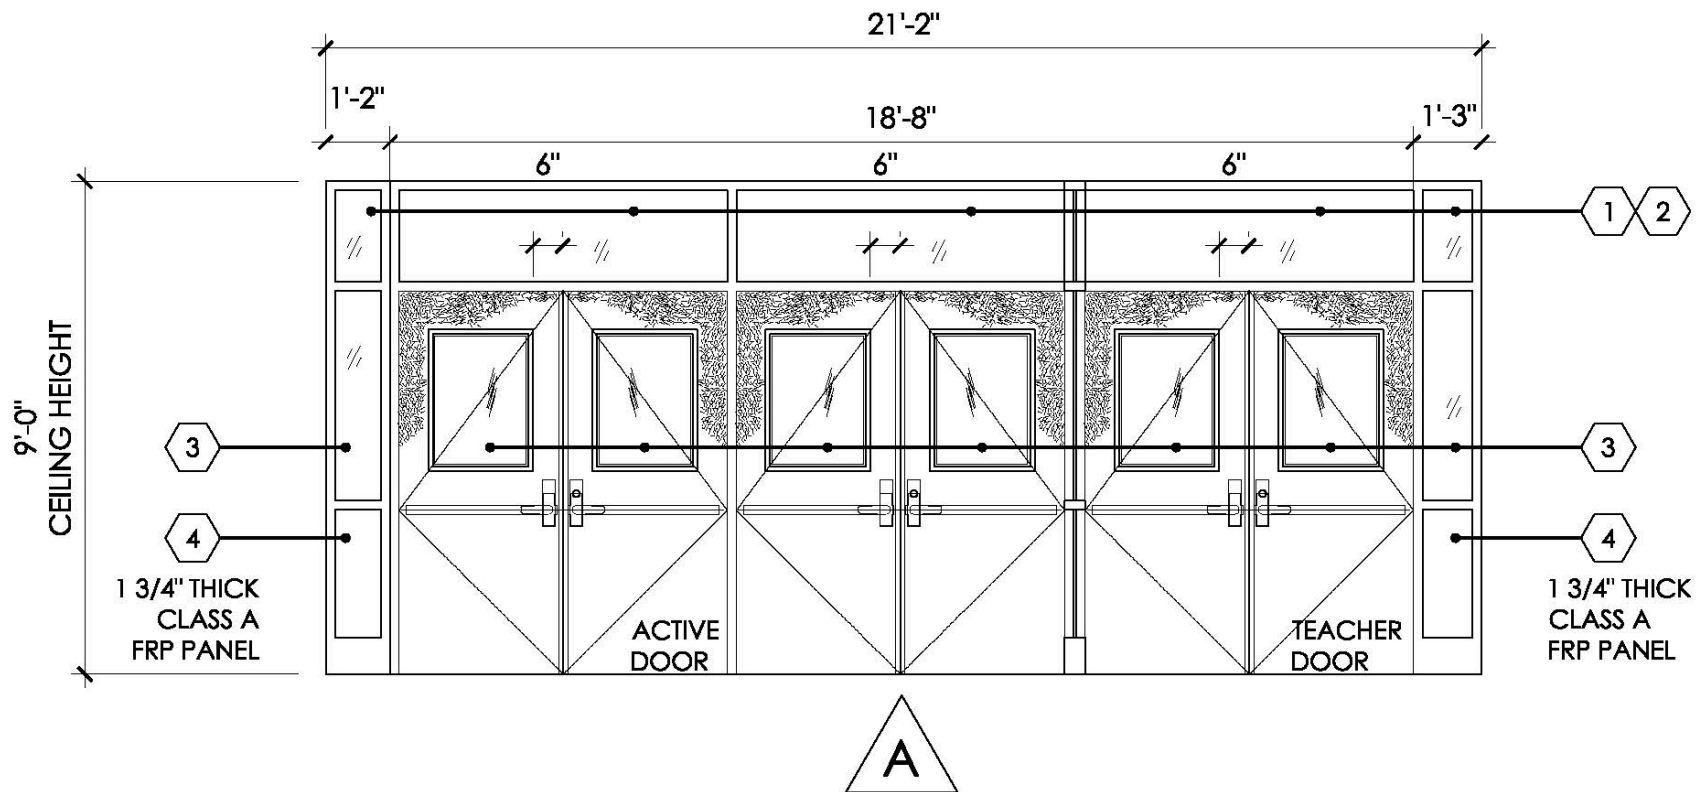 21'-2"
1'-2"
18'-8"
1'-3"
6"
6"
6"
1
2
9'-0"
CEILING HEIGHT
3
3
4
4
1 3/4" THICK
CLASS A
FRP PANEL
ACTIVE
DOOR
TEACHER
DOOR
1 3/4" THICK
CLASS A
FRP PANEL
A